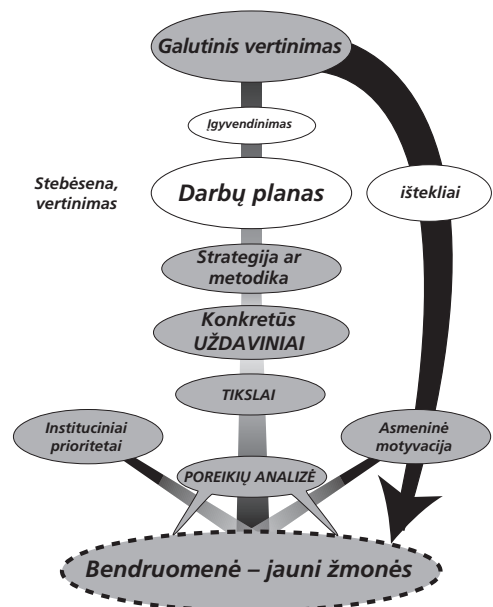 Galutinis vertinimas
Įgyvendinimas
Stebėsena,
vertinimas
Darbų planas
ištekliai
Strategija ar
metodika
Konkretūs
UŽDAVINIAI
TIKSLAI
Instituciniai
prioritetai
Asmeninė
motyvacija
POREIKIŲ ANALIZĖ
Bendruomenė – jauni žmonės